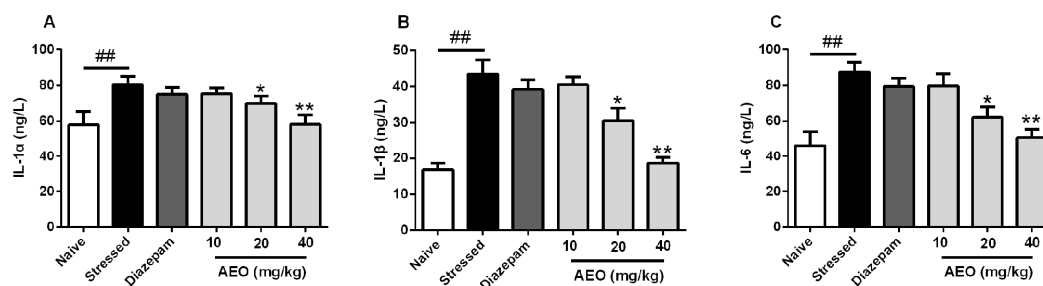 A
IL-1α (ng/L)
100
80
60
40
20
0
##
*
**
Naive
Stressed
Diazepam
10
20
40
AEO (mg/kg)
B
IL-1β (ng/L)
50
40
30
20
10
0
##
*
**
Naive
Stressed
Diazepam
10
20
40
AEO (mg/kg)
C
IL-6 (ng/L)
100
80
60
40
20
0
##
*
**
Naive
Stressed
Diazepam
10
20
40
AEO (mg/kg)